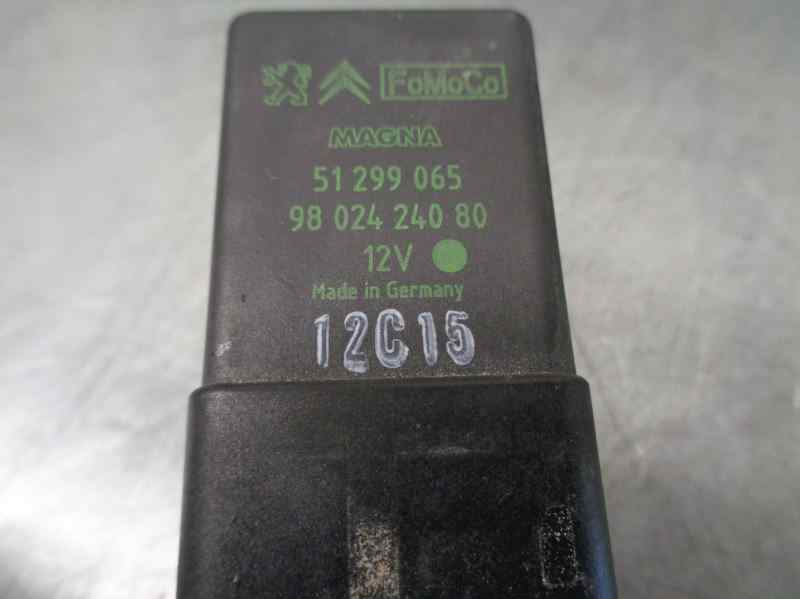 FoMoCo
MAGNA
51 299 065
98 024 240 80
12V
Made in Germany
12C15